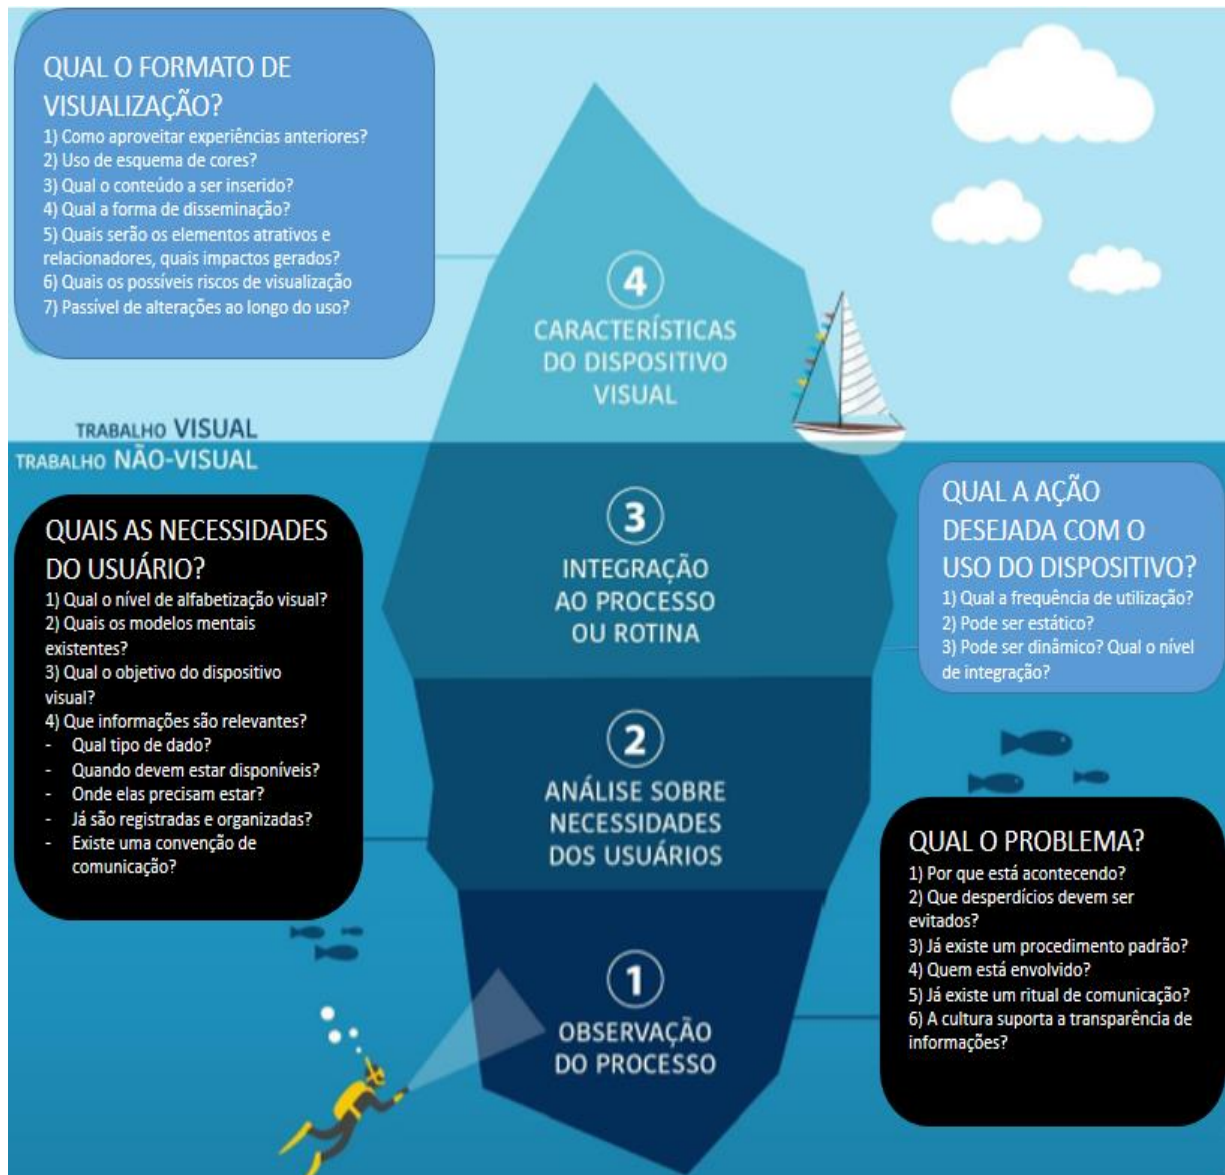 QUAL O FORMATO DE
VISUALIZAÇÃO?
1) Como aproveitar experiências anteriores?
2) Uso de esquema de cores?
3) Qual o conteúdo a ser inserido?
4) Qual a forma de disseminação?
5) Quais serão os elementos atrativos e
relacionadores, quais impactos gerados?
6) Quais os possíveis riscos de visualização
7) Passível de alterações ao longo do uso?
4
CARACTERÍSTICAS
DO DISPOSITIVO
VISUAL
TRABALHO VISUAL
TRABALHO NÃO-VISUAL
3
INTEGRAÇÃO
AO PROCESSO
OU ROTINA
QUAL A AÇÃO
DESEJADA COM O
USO DO DISPOSITIVO?
1) Qual a frequência de utilização?
2) Pode ser estático?
3) Pode ser dinâmico? Qual o nível
de integração?
QUAIS AS NECESSIDADES
DO USUÁRIO?
1) Qual o nível de alfabetização visual?
2) Quais os modelos mentais
existentes?
3) Qual o objetivo do dispositivo
visual?
4) Que informações são relevantes?
- Qual tipo de dado?
- Quando devem estar disponíveis?
- Onde elas precisam estar?
- Já são registradas e organizadas?
- Existe uma convenção de
comunicação?
2
ANÁLISE SOBRE
NECESSIDADES
DOS USUÁRIOS
QUAL O PROBLEMA?
1) Por que está acontecendo?
2) Que desperdícios devem ser
evitados?
3) Já existe um procedimento padrão?
4) Quem está envolvido?
5) Já existe um ritual de comunicação?
6) A cultura suporta a transparência de
informações?
1
OBSERVAÇÃO
DO PROCESSO